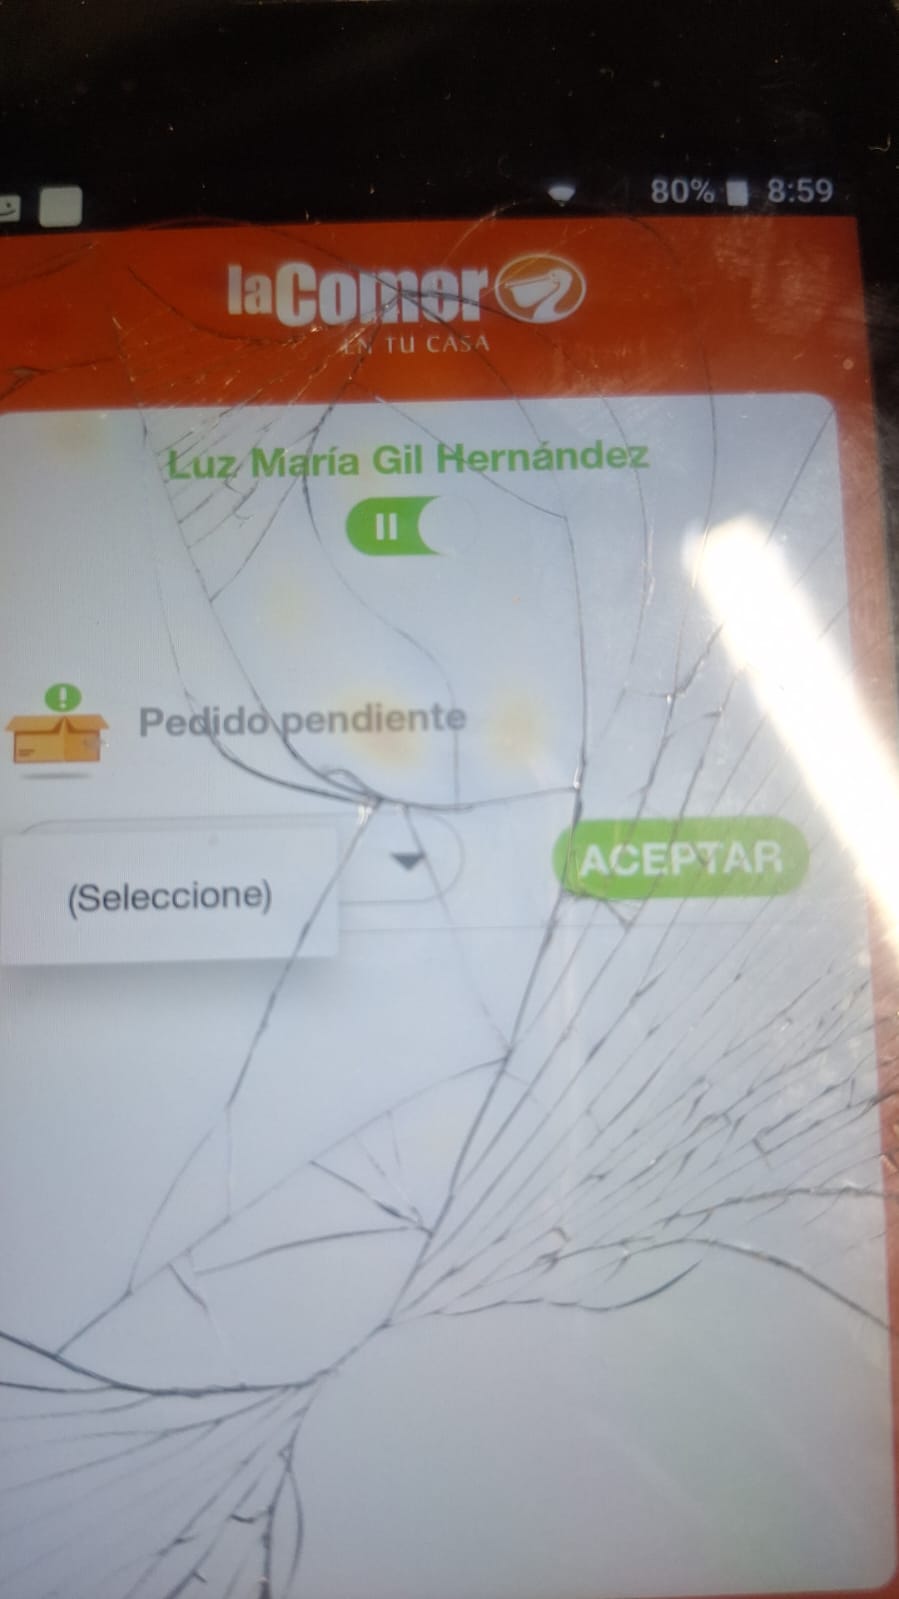 80% 8:59
laComer
EN TU CASA
Luz María Gil Hernández
Pedido pendiente
(Seleccione)
ACEPTAR